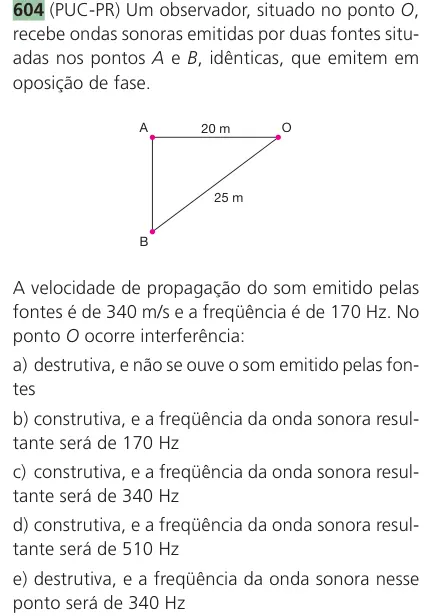 604 (PUC-PR) Um observador, situado no ponto O,
recebe ondas sonoras emitidas por duas fontes situ-
adas nos pontos A e B, idênticas, que emitem em
oposição de fase.
A
20 m
O
25 m
B
A velocidade de propagação do som emitido pelas
fontes é de 340 m/s e a freqüência é de 170 Hz. No
ponto O ocorre interferência:
a) destrutiva, e não se ouve o som emitido pelas fon-
tes
b) construtiva, e a freqüência da onda sonora resul-
tante será de 170 Hz
c) construtiva, e a freqüência da onda sonora resul-
tante será de 340 Hz
d) construtiva, e a freqüência da onda sonora resul-
tante será de 510 Hz
e) destrutiva, e a freqüência da onda sonora nesse
ponto será de 340 Hz